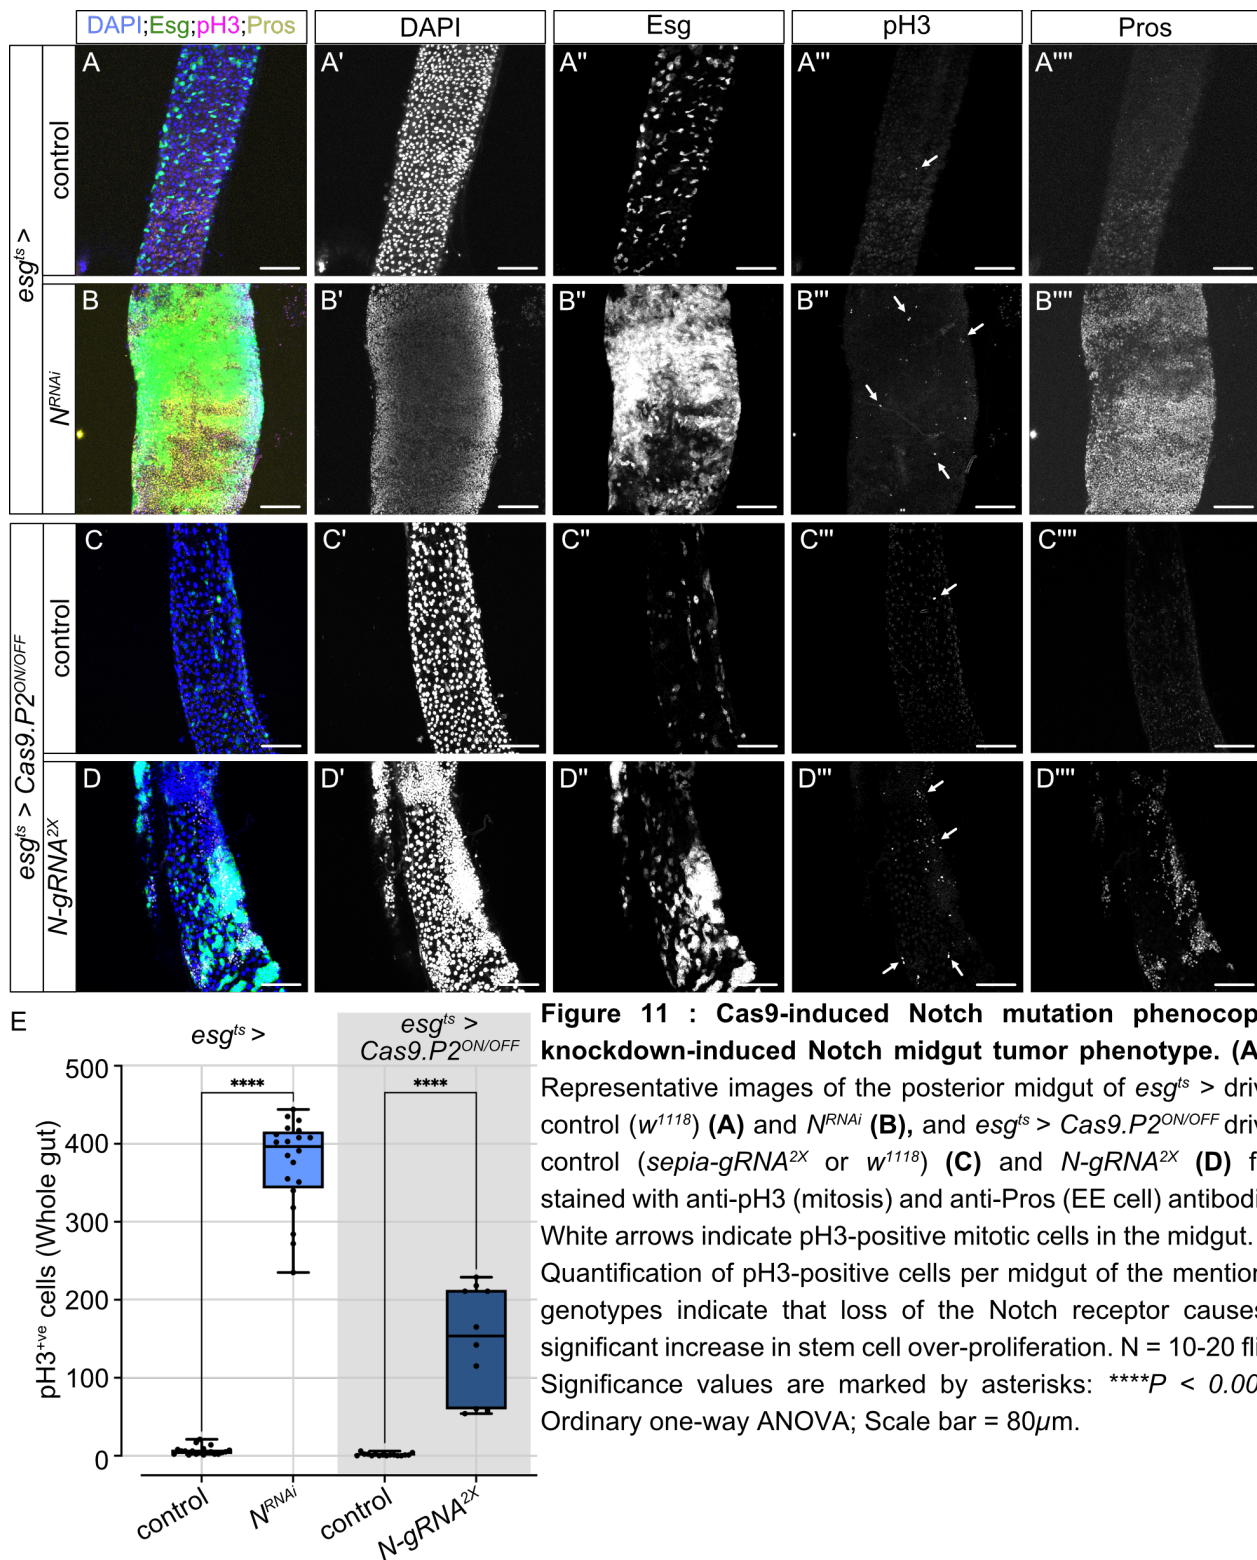 DAPI;Esg;pH3;Pros DAPI Esg pH3 Pros
esgts >
control
A A' A'' A''' A''''
NRNAi
B B' B'' B''' B''''
esgts > Cas9.P2ON/OFF
control
C C' C'' C''' C''''
N-gRNA2X
D D' D'' D''' D''''
E
esgts >
esgts >
Cas9.P2ON/OFF
pH3+ve cells (Whole gut)
500
400
300
200
100
0
**** ****
control NRNAi control N-gRNA2X
Figure 11 : Cas9-induced Notch mutation phenocop
knockdown-induced Notch midgut tumor phenotype. (A
Representative images of the posterior midgut of esgts > driv
control (w1118) (A) and NRNAi (B), and esgts > Cas9.P2ON/OFF driv
control (sepia-gRNA2X or w1118) (C) and N-gRNA2X (D) f
stained with anti-pH3 (mitosis) and anti-Pros (EE cell) antibodi
White arrows indicate pH3-positive mitotic cells in the midgut.
Quantification of pH3-positive cells per midgut of the mention
genotypes indicate that loss of the Notch receptor causes
significant increase in stem cell over-proliferation. N = 10-20 fli
Significance values are marked by asterisks: ****P < 0.00
Ordinary one-way ANOVA; Scale bar = 80µm.